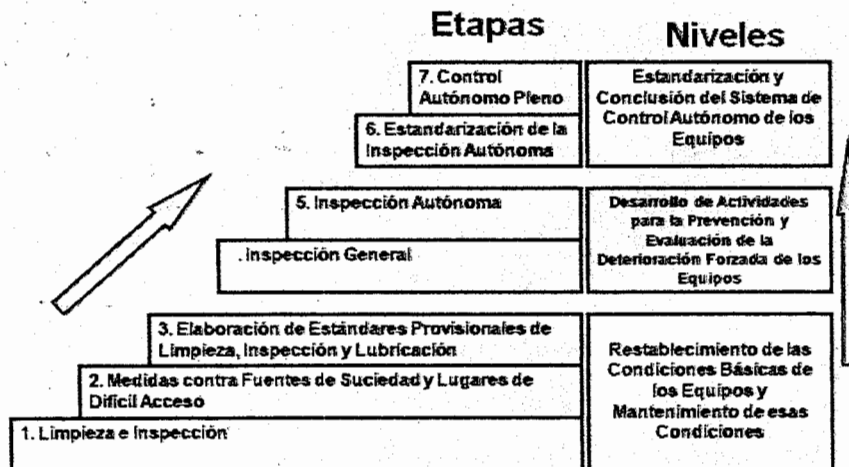 Etapas
Niveles
7. Control
Autónomo Pleno
6. Estandarización de la
Inspección Autónoma
Estandarización y
Conclusión del Sistema de
Control Autónomo de los
Equipos
5. Inspección Autónoma
. Inspección General
Desarrollo de Actividades
para la Prevención y
Evaluación de la
Deterioración Forzada de los
Equipos
3. Elaboración de Estándares Provisionales de
Limpieza, Inspección y Lubricación
2. Medidas contra Fuentes de Suciedad y Lugares de
Difícil Acceso
1. Limpieza e Inspección
Restablecimiento de las
Condiciones Básicas de
los Equipos y
Mantenimiento de esas
Condiciones